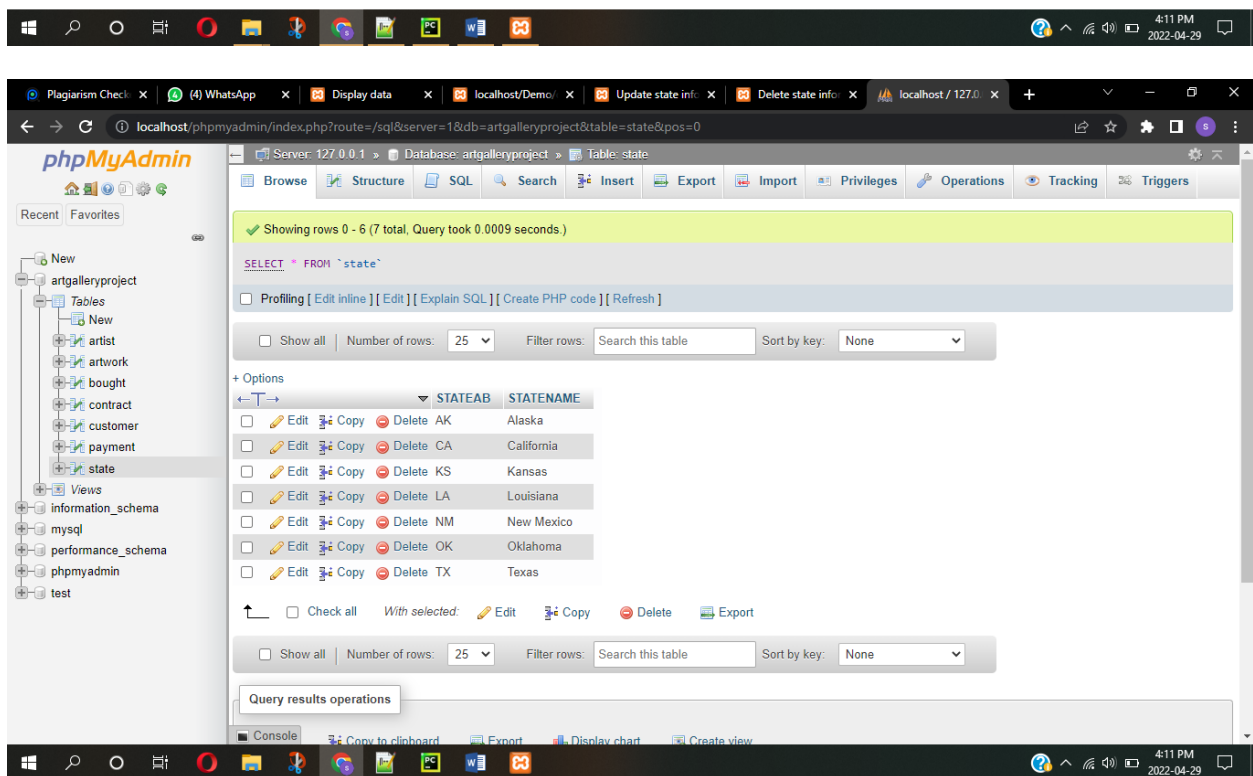 4:11 PM
2022-04-29
Plagiarism Check (4) WhatsApp Display data localhost/Demo/ Update state info Delete state infor localhost / 127.0.
localhost/phpmyadmin/index.php?route=/sql&server=1&db=artgalleryproject&table=state&pos=0
phpMyAdmin
Recent Favorites
New
artgalleryproject
Tables
New
artist
artwork
bought
contract
customer
payment
state
Views
information_schema
mysql
performance_schema
phpmyadmin
test
Server: 127.0.0.1 » Database: artgalleryproject » Table: state
Browse Structure SQL Search Insert Export Import Privileges Operations Tracking Triggers
Showing rows 0 - 6 (7 total, Query took 0.0009 seconds.)
SELECT * FROM `state`
Profiling [ Edit inline ] [ Edit ] [ Explain SQL ] [ Create PHP code ] [ Refresh ]
Show all | Number of rows: 25 Filter rows: Search this table Sort by key: None
+ Options
←T→ STATEAB STATENAME
Edit Copy Delete AK Alaska
Edit Copy Delete CA California
Edit Copy Delete KS Kansas
Edit Copy Delete LA Louisiana
Edit Copy Delete NM New Mexico
Edit Copy Delete OK Oklahoma
Edit Copy Delete TX Texas
Check all With selected: Edit Copy Delete Export
Show all | Number of rows: 25 Filter rows: Search this table Sort by key: None
Query results operations
Console Copy to clipboard Export Display chart Create view
4:11 PM
2022-04-29